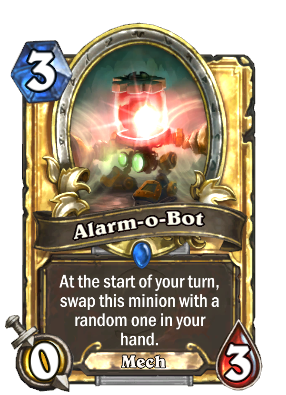 3
Alarm-o-Bot
At the start of your turn,
swap this minion with a
random one in your
hand.
Mech
0
3